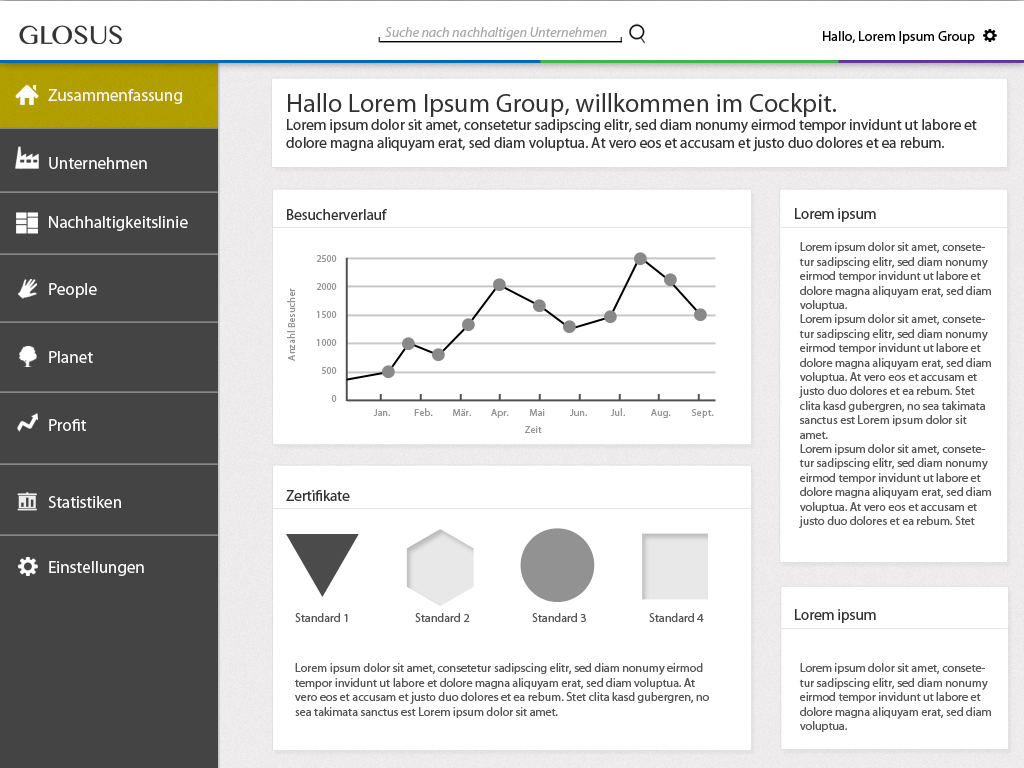 GLOSUS
Suche nach nachhaltigen Unternehmen
Hallo, Lorem Ipsum Group
Zusammenfassung
Unternehmen
Nachhaltigkeitslinie
People
Planet
Profit
Statistiken
Einstellungen
Hallo Lorem Ipsum Group, willkommen im Cockpit.
Lorem ipsum dolor sit amet, consetetur sadipscing elitr, sed diam nonumy eirmod tempor invidunt ut labore et
dolore magna aliquyam erat, sed diam voluptua. At vero eos et accusam et justo duo dolores et ea rebum.
Besucherverlauf
Anzahl Besucher
2500
2000
1500
1000
500
0
Jan. Feb. Mär. Apr. Mai Jun. Jul. Aug. Sept.
Zeit
Zertifikate
Standard 1 Standard 2 Standard 3 Standard 4
Lorem ipsum dolor sit amet, consetetur sadipscing elitr, sed diam nonumy eirmod
tempor invidunt ut labore et dolore magna aliquyam erat, sed diam voluptua. At
vero eos et accusam et justo duo dolores et ea rebum. Stet clita kasd gubergren, no
sea takimata sanctus est Lorem ipsum dolor sit amet.
Lorem ipsum
Lorem ipsum dolor sit amet, consete-
tur sadipscing elitr, sed diam nonumy
eirmod tempor invidunt ut labore et
dolore magna aliquyam erat, sed diam
voluptua.
Lorem ipsum dolor sit amet, consete-
tur sadipscing elitr, sed diam nonumy
eirmod tempor invidunt ut labore et
dolore magna aliquyam erat, sed diam
voluptua. At vero eos et accusam et
justo duo dolores et ea rebum. Stet
clita kasd gubergren, no sea takimata
sanctus est Lorem ipsum dolor sit
amet.
Lorem ipsum dolor sit amet, consete-
tur sadipscing elitr, sed diam nonumy
eirmod tempor invidunt ut labore et
dolore magna aliquyam erat, sed diam
voluptua. At vero eos et accusam et
justo duo dolores et ea rebum. Stet
Lorem ipsum
Lorem ipsum dolor sit amet, consete-
tur sadipscing elitr, sed diam nonumy
eirmod tempor invidunt ut labore et
dolore magna aliquyam erat, sed diam
voluptua.